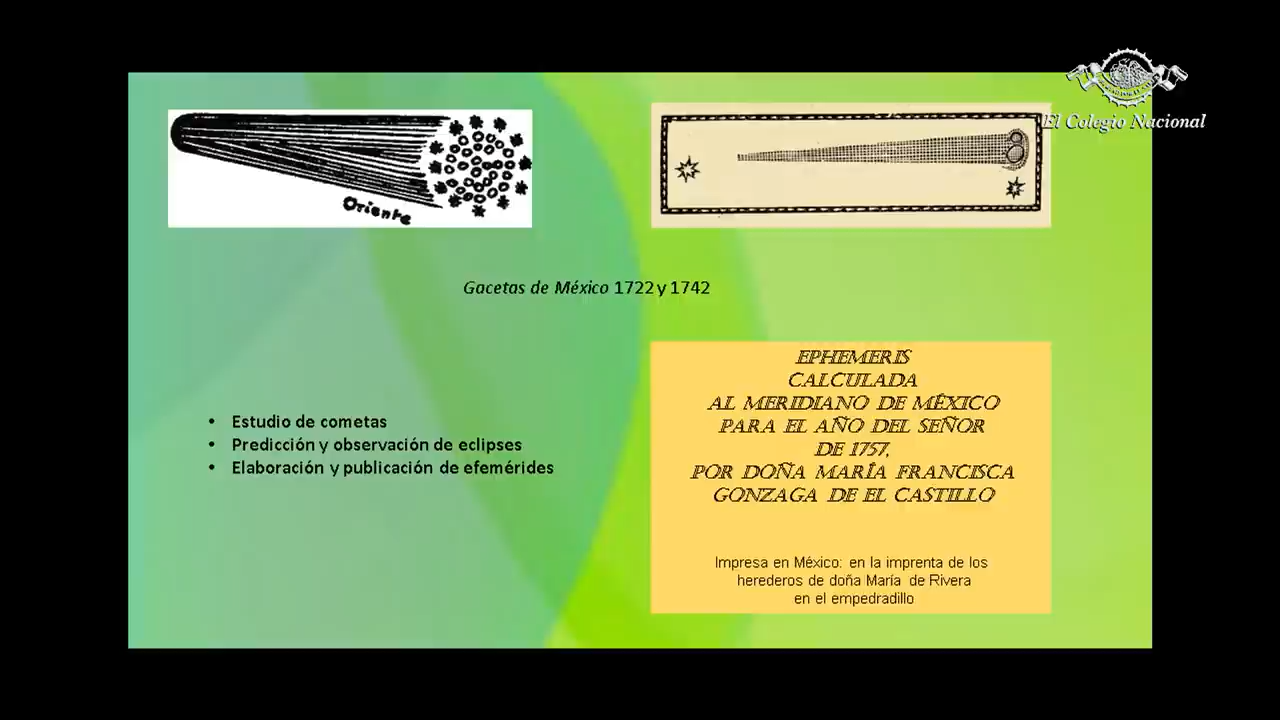 El Colegio Nacional
Oriente
Gacetas de México 1722 y 1742
• Estudio de cometas
• Predicción y observación de eclipses
• Elaboración y publicación de efemérides
EPHEMERIS
CALCULADA
AL MERIDIANO DE MÉXICO
PARA EL AÑO DEL SEÑOR
DE 1757,
POR DOÑA MARÍA FRANCISCA
GONZAGA DE EL CASTILLO
Impresa en México: en la imprenta de los
herederos de doña María de Rivera
en el empedradillo